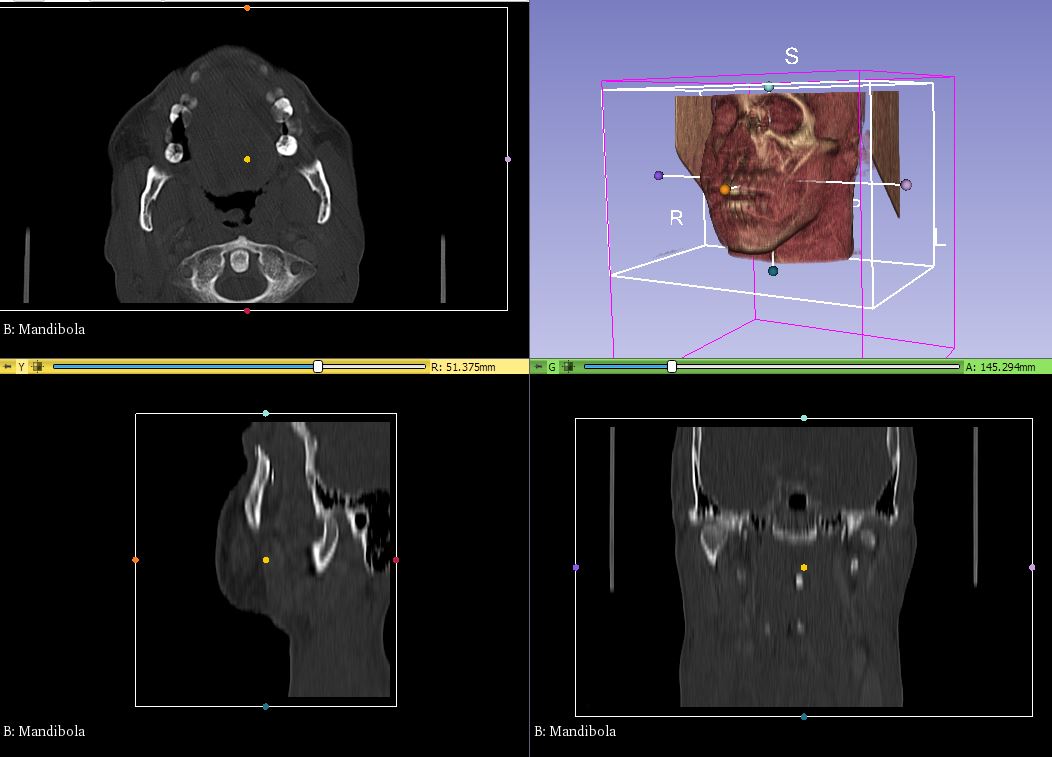 S
R
P
L
B: Mandibola
Y R: 51.375mm
G A: 145.294mm
B: Mandibola
B: Mandibola